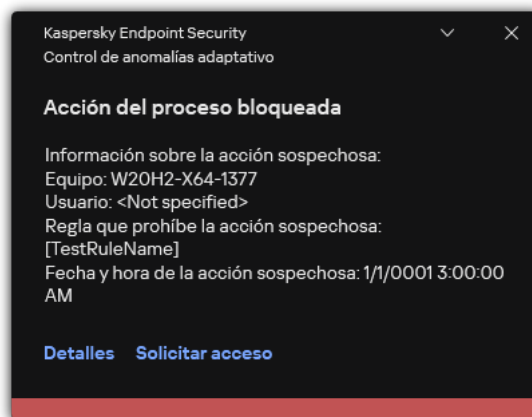 Kaspersky Endpoint Security
Control de anomalías adaptativo
Acción del proceso bloqueada
Información sobre la acción sospechosa:
Equipo: W20H2-X64-1377
Usuario: <Not specified>
Regla que prohíbe la acción sospechosa:
[TestRuleName]
Fecha y hora de la acción sospechosa: 1/1/0001 3:00:00
AM
Detalles Solicitar acceso